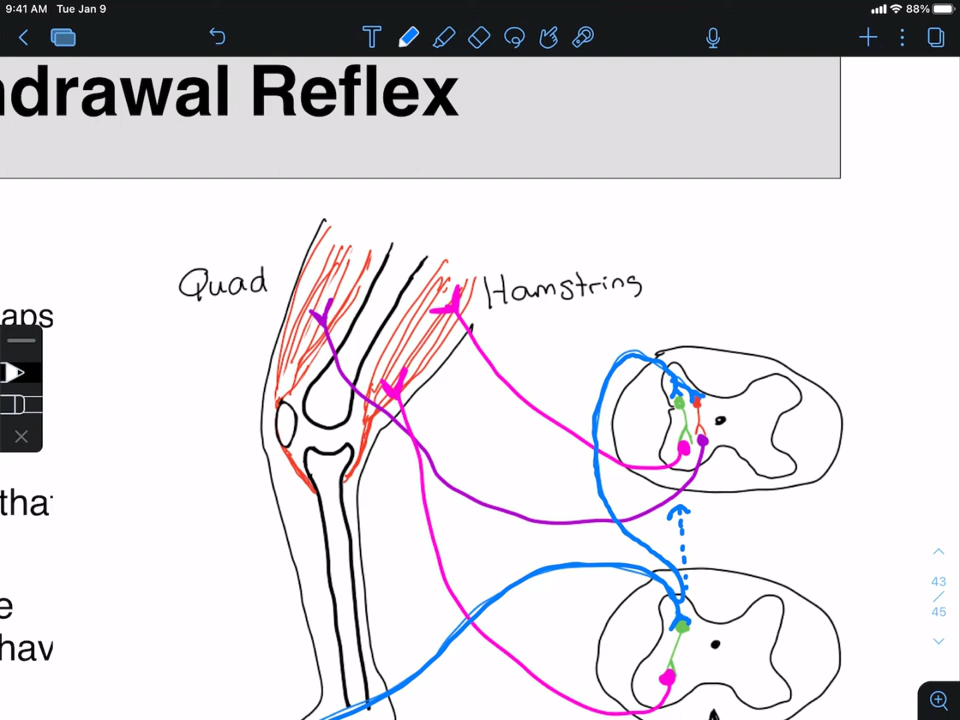 9:41 AM Tue Jan 9
88%
ndrawal Reflex
Quad
Hamstring
aps
43
/
45
tha
e
hav